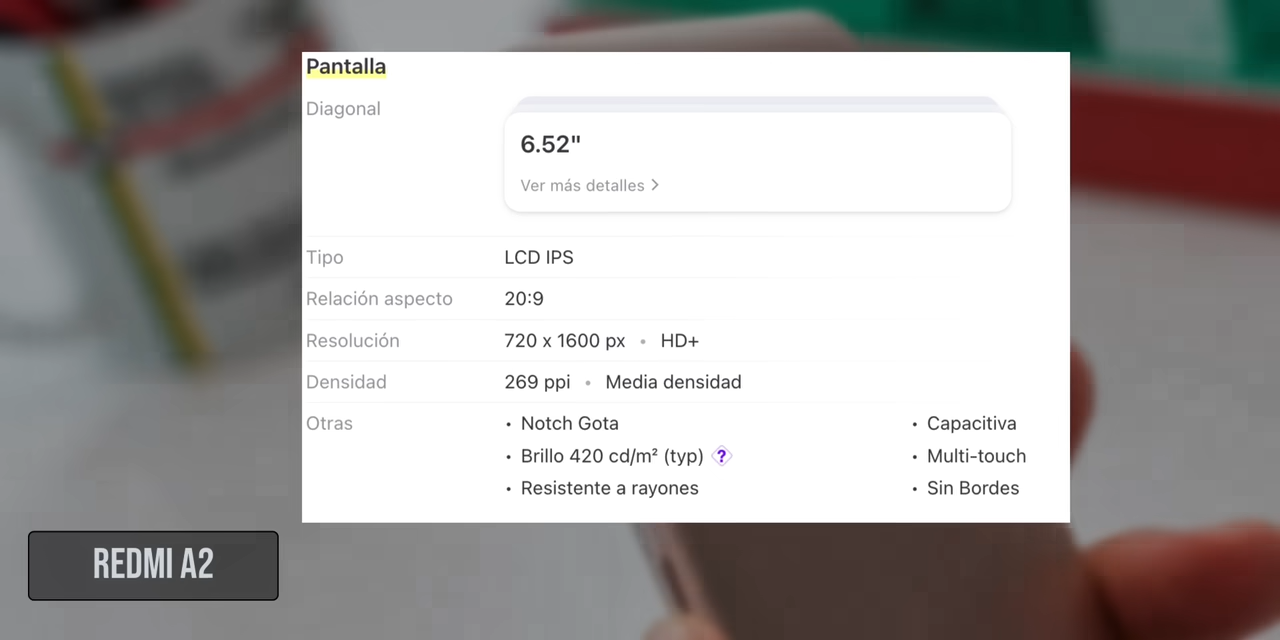 Pantalla
Diagonal
6.52"
Ver más detalles >
Tipo LCD IPS
Relación aspecto 20:9
Resolución 720 x 1600 px • HD+
Densidad 269 ppi • Media densidad
Otras • Notch Gota • Capacitiva
• Brillo 420 cd/m² (typ) ? • Multi-touch
• Resistente a rayones • Sin Bordes
REDMI A2